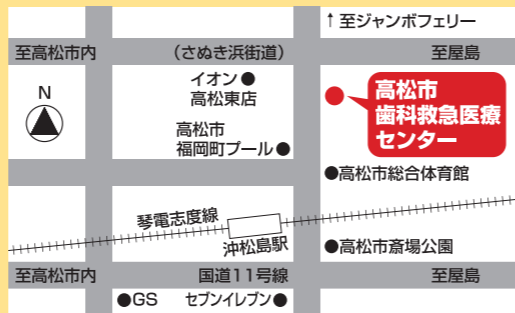 ↑至ジャンボフェリー
至高松市内
(さぬき浜街道)
至屋島
N
イオン●
高松東店
高松市
歯科救急医療
センター
高松市
福岡町プール●
●高松市総合体育館
琴電志度線
沖松島駅
●高松市斎場公園
至高松市内
国道11号線
至屋島
●GS
セブンイレブン●